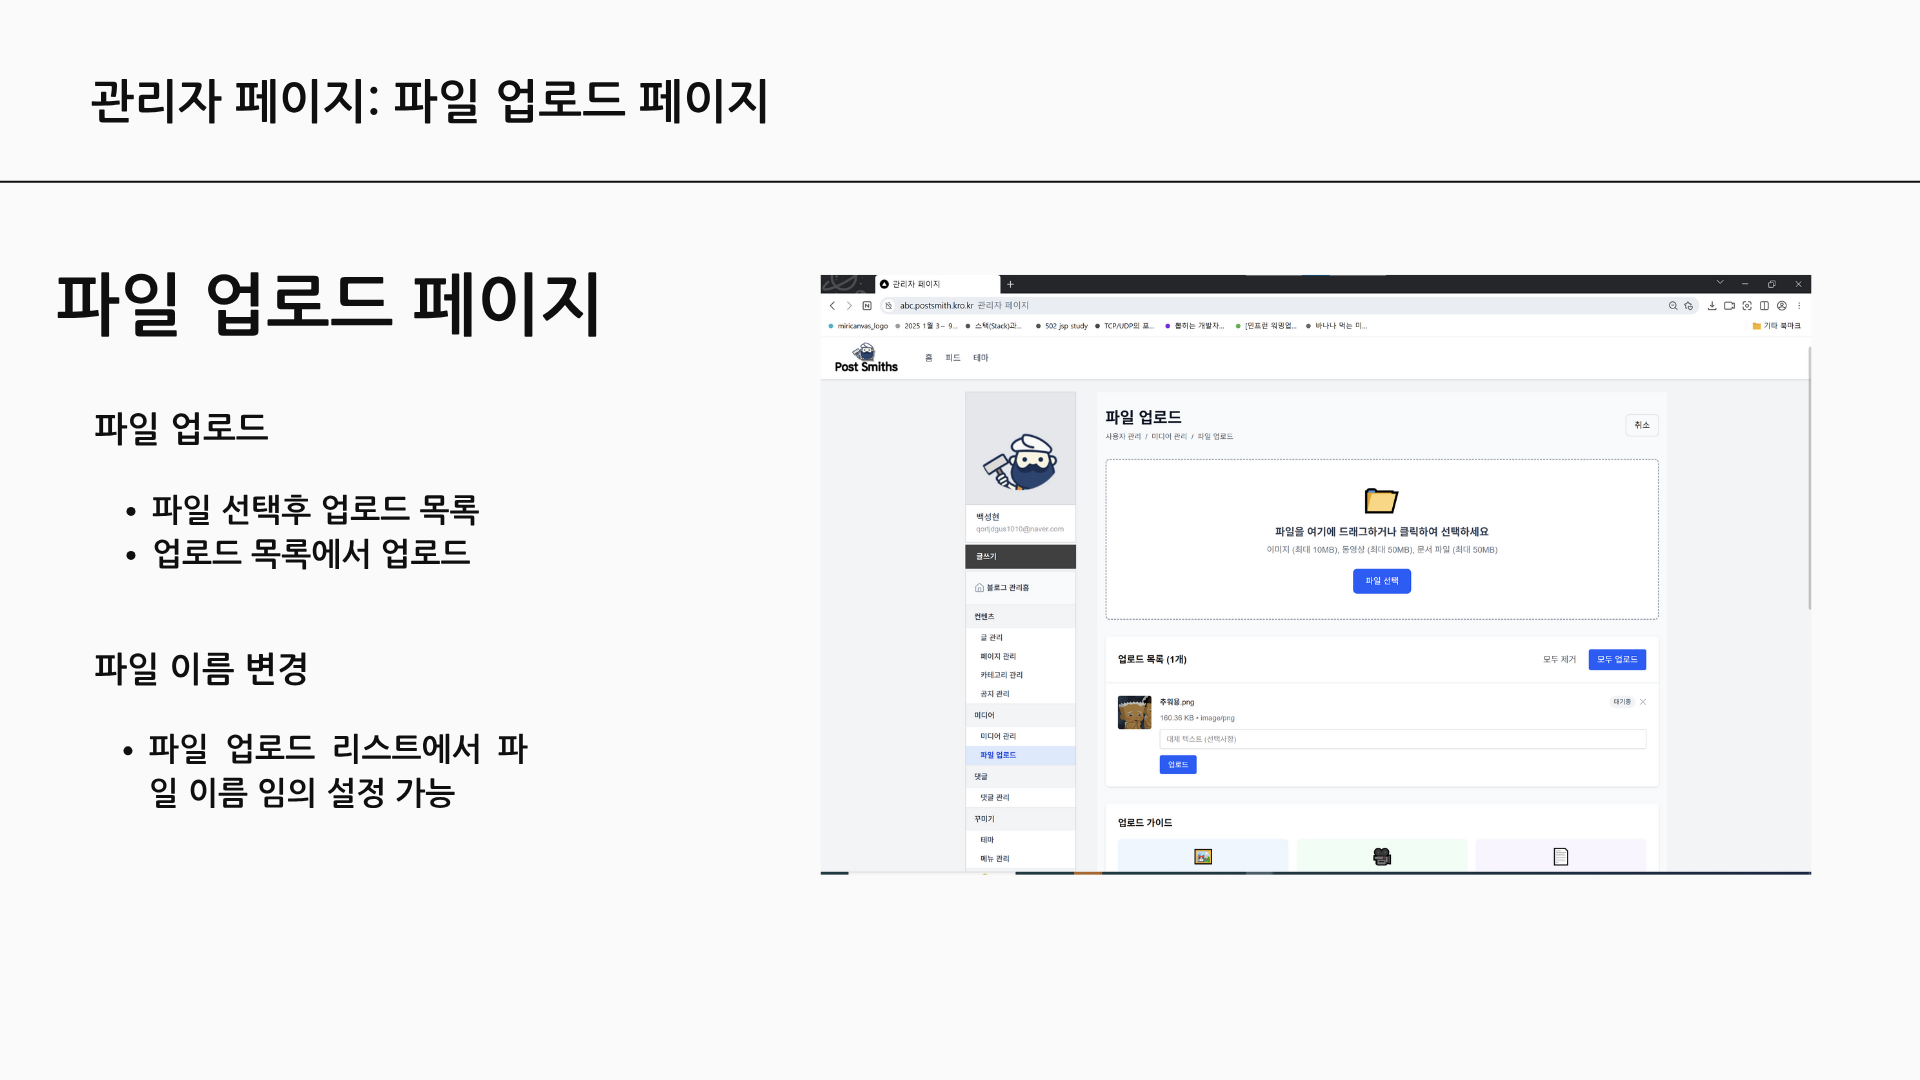 관리자 페이지: 파일 업로드 페이지
파일 업로드 페이지
파일 업로드
• 파일 선택후 업로드 목록
• 업로드 목록에서 업로드
파일 이름 변경
• 파일 업로드 리스트에서 파
일 이름 임의 설정 가능
관리자 페이지
abc.postsmith.kro.kr 관리자 페이지
miricanvas_logo 2025 1월 3~ 9... 스택(Stack)과... 502 jsp study TCP/UDP의 포... 뽑히는 개발자... [인프런 워밍업... 바나나 먹는 미... 기타 북마크
Post Smiths 홈 피드 테마
백성현
qortjdgus1010@naver.com
글쓰기
블로그 관리홈
컨텐츠
글 관리
페이지 관리
카테고리 관리
공지 관리
미디어
미디어 관리
파일 업로드
댓글
댓글 관리
꾸미기
테마
메뉴 관리
파일 업로드
사용자 관리 / 미디어 관리 / 파일 업로드
취소
파일을 여기에 드래그하거나 클릭하여 선택하세요
이미지 (최대 10MB), 동영상 (최대 50MB), 문서 파일 (최대 50MB)
파일 선택
업로드 목록 (1개) 모두 제거 모두 업로드
추워용.png 대기중
160.36 KB • image/png
대체 텍스트 (선택사항)
업로드
업로드 가이드